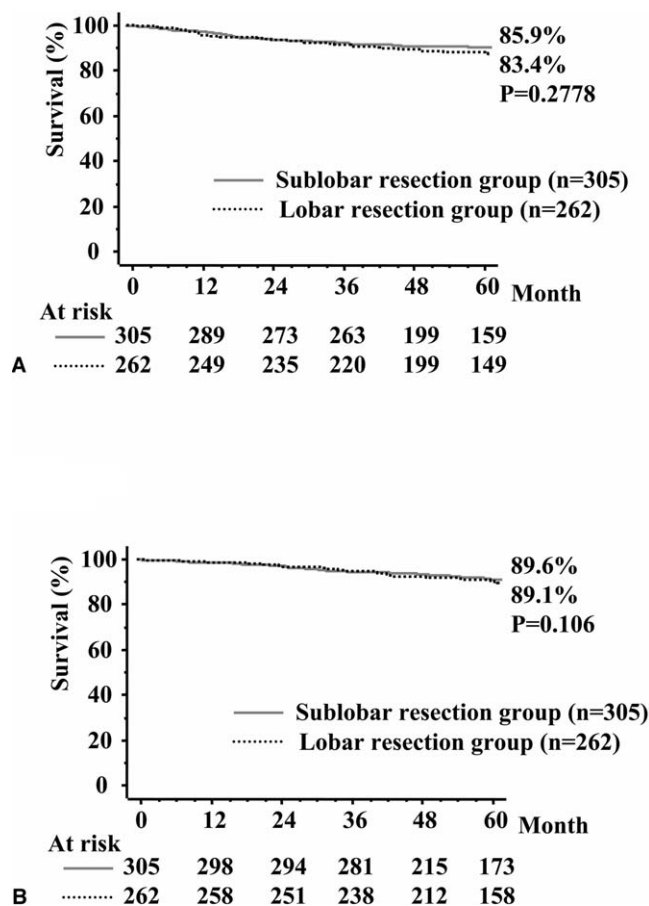 100
80
60
40
20
0
Survival (%)
85.9%
83.4%
P=0.2778
Sublobar resection group (n=305)
Lobar resection group (n=262)
0 12 24 36 48 60 Month
At risk
305 289 273 263 199 159
A 262 249 235 220 199 149
100
80
60
40
20
0
Survival (%)
89.6%
89.1%
P=0.106
Sublobar resection group (n=305)
Lobar resection group (n=262)
0 12 24 36 48 60 Month
At risk
305 298 294 281 215 173
B 262 258 251 238 212 158